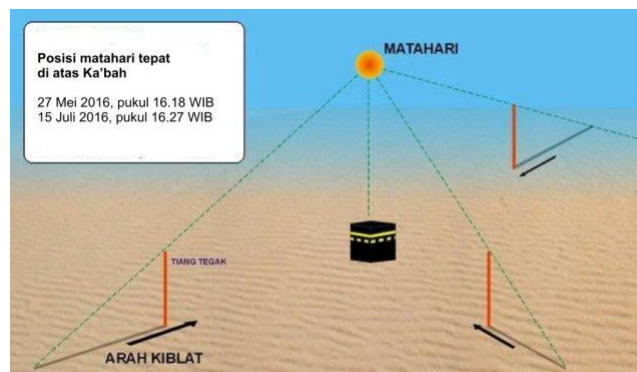 Posisi matahari tepat
di atas Ka'bah
27 Mei 2016, pukul 16.18 WIB
15 Juli 2016, pukul 16.27 WIB
MATAHARI
TIANG TEGAK
ARAH KIBLAT